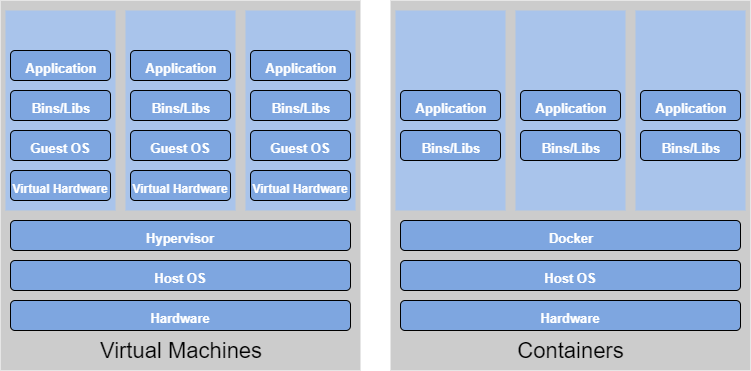 Application Application Application
Bins/Libs Bins/Libs Bins/Libs
Guest OS Guest OS Guest OS
Virtual Hardware Virtual Hardware Virtual Hardware
Hypervisor
Host OS
Hardware
Virtual Machines
Application Application Application
Bins/Libs Bins/Libs Bins/Libs
Docker
Host OS
Hardware
Containers